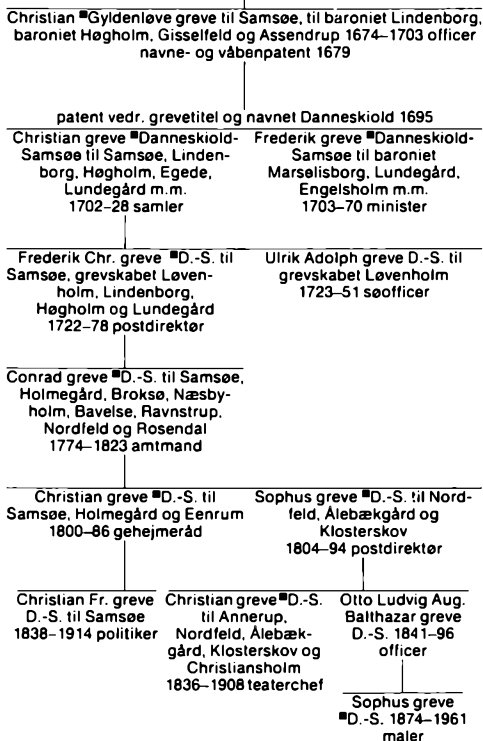 Christian ■Gyldenløve greve til Samsøe, til baroniet Lindenborg,
baroniet Høgholm, Gisselfeld og Assendrup 1674–1703 officer
navne- og våbenpatent 1679
patent vedr. grevetitel og navnet Danneskiold 1695
Christian greve ■Danneskiold-
Samsøe til Samsøe, Linden-
borg, Høgholm, Egede,
Lundegård m.m.
1702–28 samler
Frederik greve ■Danneskiold-
Samsøe til baroniet
Marselisborg, Lundegård,
Engelsholm m.m.
1703–70 minister
Frederik Chr. greve ■D.-S. til
Samsøe, grevskabet Løven-
holm, Lindenborg,
Høgholm og Lundegård
1722–78 postdirektør
Ulrik Adolph greve D.-S. til
grevskabet Løvenholm
1723–51 søofficer
Conrad greve ■D.-S. til Samsøe,
Holmegård, Broksø, Næsby-
holm, Bavelse, Ravnstrup,
Nordfeld og Rosendal
1774–1823 amtmand
Christian greve ■D.-S. til
Samsøe, Holmegård og Eenrum
1800–86 gehejmeråd
Sophus greve ■D.-S. til Nord-
feld, Ålebækgård og
Klosterskov
1804–94 postdirektør
Christian Fr. greve
D.-S. til Samsøe
1838–1914 politiker
Christian greve ■D.-S.
til Annerup,
Nordfeld, Ålebæk-
gård, Klosterskov og
Christiansholm
1836–1908 teaterchef
Otto Ludvig Aug.
Balthazar greve
D.-S. 1841–96
officer
Sophus greve
■D.-S. 1874–1961
maler